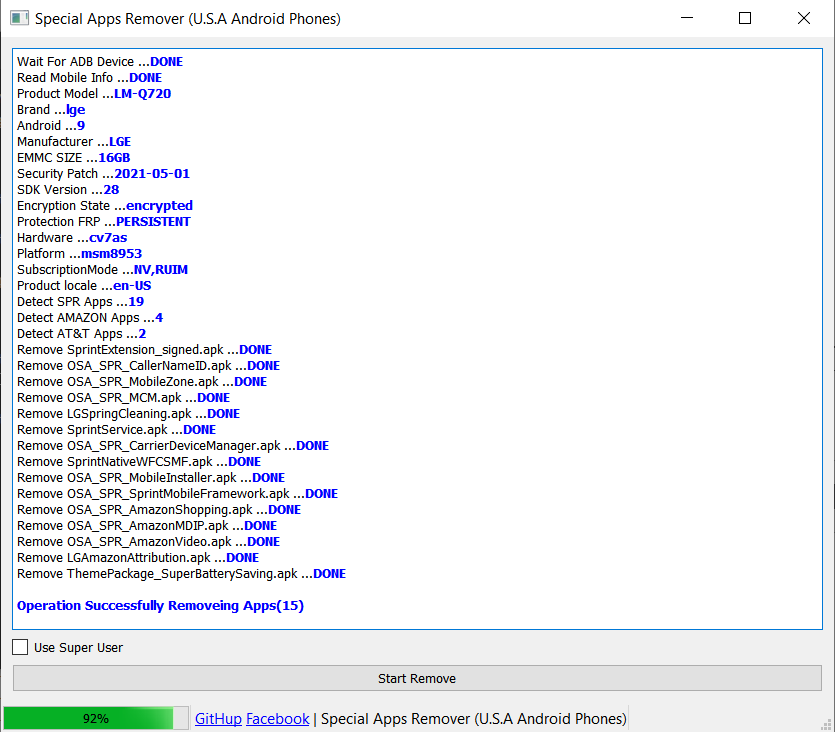 Special Apps Remover (U.S.A Android Phones)
Wait For ADB Device ...DONE
Read Mobile Info ...DONE
Product Model ...LM-Q720
Brand ...lge
Android ...9
Manufacturer ...LGE
EMMC SIZE ...16GB
Security Patch ...2021-05-01
SDK Version ...28
Encryption State ...encrypted
Protection FRP ...PERSISTENT
Hardware ...cv7as
Platform ...msm8953
SubscriptionMode ...NV,RUIM
Product locale ...en-US
Detect SPR Apps ...19
Detect AMAZON Apps ...4
Detect AT&T Apps ...2
Remove SprintExtension_signed.apk ...DONE
Remove OSA_SPR_CallerNameID.apk ...DONE
Remove OSA_SPR_MobileZone.apk ...DONE
Remove OSA_SPR_MCM.apk ...DONE
Remove LGSpringCleaning.apk ...DONE
Remove SprintService.apk ...DONE
Remove OSA_SPR_CarrierDeviceManager.apk ...DONE
Remove SprintNativeWFCSMF.apk ...DONE
Remove OSA_SPR_MobileInstaller.apk ...DONE
Remove OSA_SPR_SprintMobileFramework.apk ...DONE
Remove OSA_SPR_AmazonShopping.apk ...DONE
Remove OSA_SPR_AmazonMDIP.apk ...DONE
Remove OSA_SPR_AmazonVideo.apk ...DONE
Remove LGAmazonAttribution.apk ...DONE
Remove ThemePackage_SuperBatterySaving.apk ...DONE
Operation Successfully Removeing Apps(15)
Use Super User
Start Remove
92% GitHup Facebook | Special Apps Remover (U.S.A Android Phones)